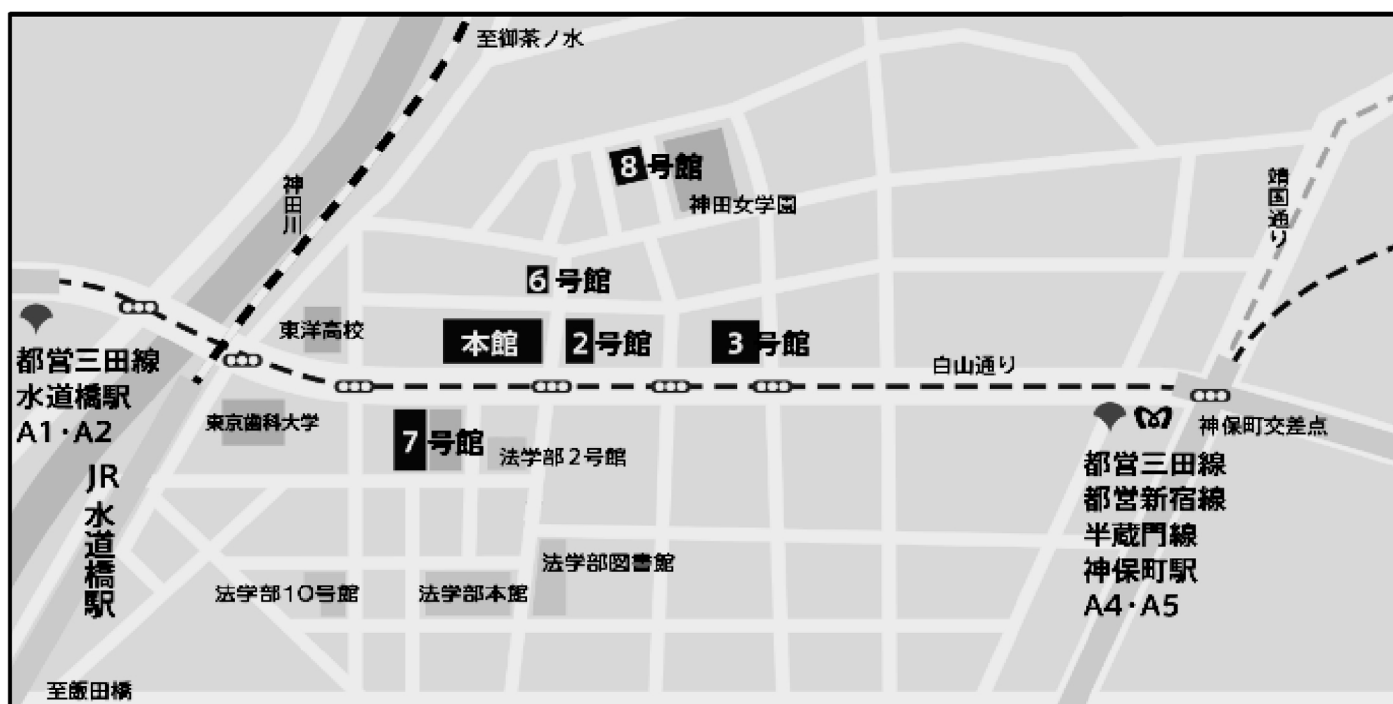 至御茶ノ水
神田川
8号館
神田女学園
靖国通り
6号館
東洋高校
本館
2号館
3号館
白山通り
都営三田線
水道橋駅
A1・A2
東京歯科大学
7号館
法学部2号館
神保町交差点
都営三田線
都営新宿線
半蔵門線
神保町駅
A4・A5
JR水道橋駅
法学部図書館
法学部10号館
法学部本館
至飯田橋